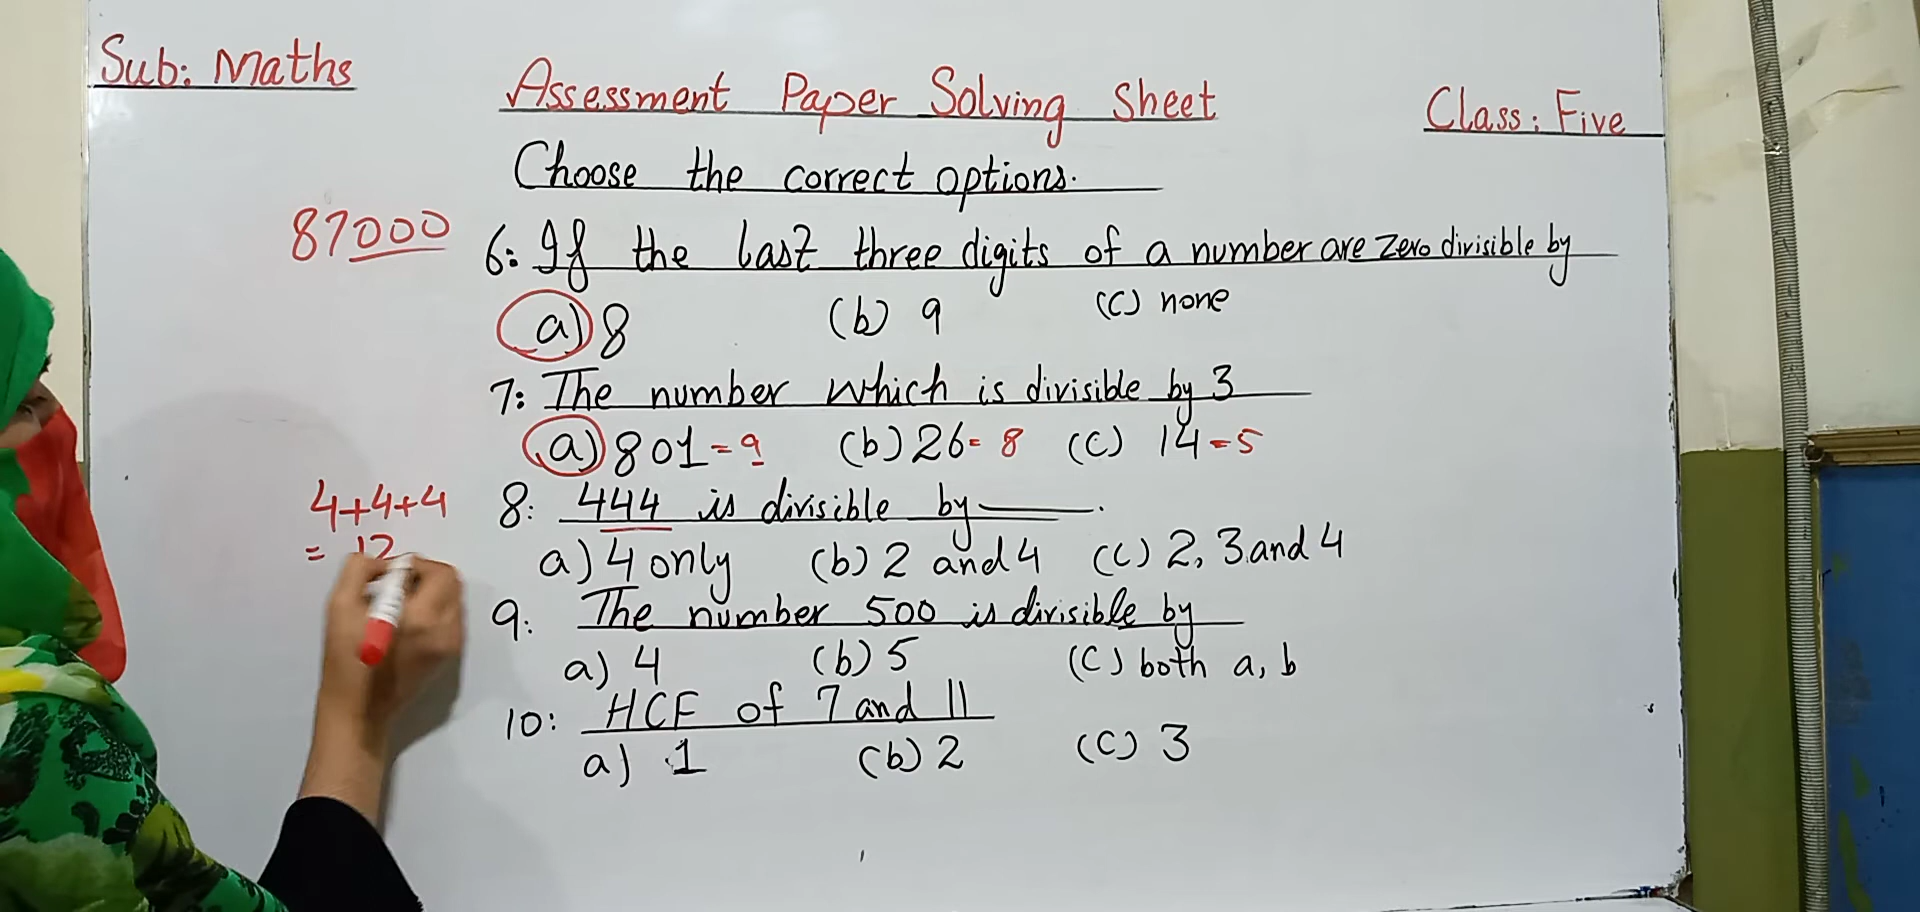 Sub: Maths
Assessment Paper Solving Sheet
Class: Five
Choose the correct options.
87000
6: If the last three digits of a number are zero divisible by
a) 8 (b) 9 (C) none
7: The number which is divisible by 3
a) 801 = 9 (b) 26 = 8 (C) 14 = 5
4+4+4
= 12
8: 444 is divisible by ———.
a) 4 only (b) 2 and 4 (C) 2, 3 and 4
9: The number 500 is divisible by
a) 4 (b) 5 (C) both a, b
10: HCF of 7 and 11
a) 1 (b) 2 (C) 3